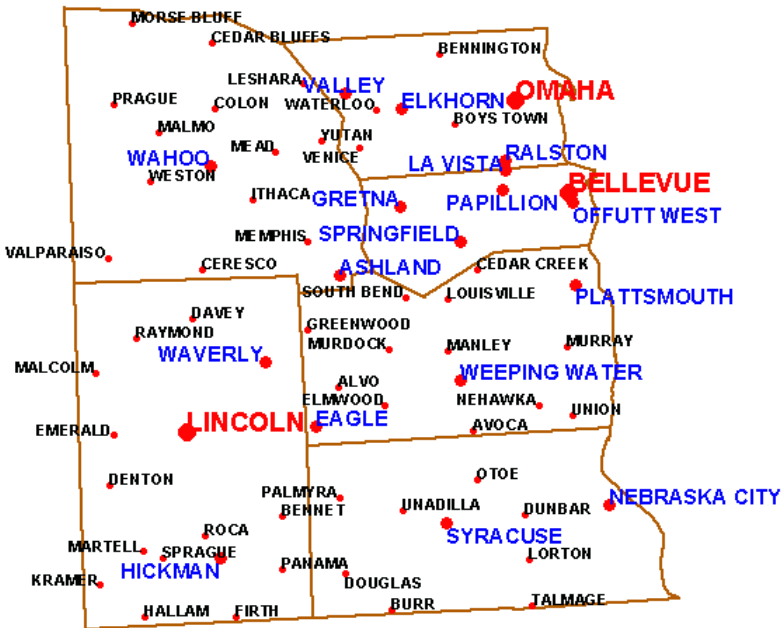 MORSE BLUFF
CEDAR BLUFFS
BENNINGTON
LESHARA
VALLEY
OMAHA
PRAGUE
COLON
WATERLOO
ELKHORN
MALMO
BOYS TOWN
YUTAN
MEAD
VENICE
WAHOO
RALSTON
LA VISTA
WESTON
BELLEVUE
ITHACA
GRETNA
PAPILLION
OFFUTT WEST
MEMPHIS
SPRINGFIELD
VALPARAISO
CERESCO
ASHLAND
CEDAR CREEK
SOUTH BEND
LOUISVILLE
PLATTSMOUTH
DAVEY
RAYMOND
GREENWOOD
MURDOCK
MANLEY
MURRAY
WAVERLY
MALCOLM
ALVO
WEEPING WATER
ELMWOOD
NEHAWKA
UNION
LINCOLN
EAGLE
EMERALD
AVOCA
DENTON
OTOE
PALMYRA
NEBRASKA CITY
UNADILLA
DUNBAR
BENNET
ROCA
SYRACUSE
MARTELL
SPRAGUE
HICKMAN
PANAMA
LORTON
KRAMER
DOUGLAS
HALLAM
FIRTH
BURR
TALMAGE